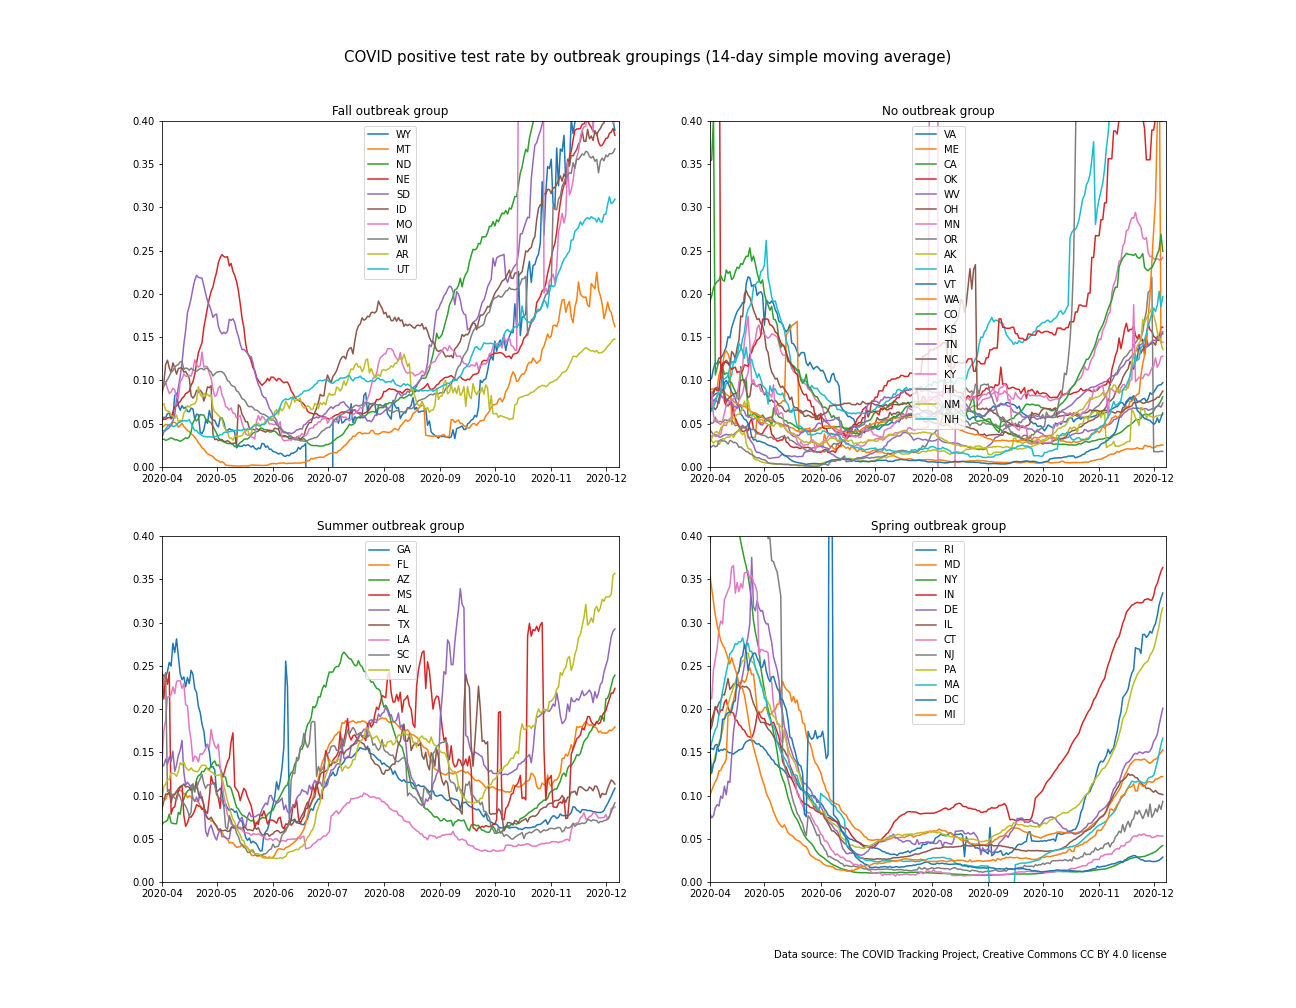 COVID positive test rate by outbreak groupings (14-day simple moving average)
Fall outbreak group
0.40
0.35
0.30
0.25
0.20
0.15
0.10
0.05
0.00
2020-04 2020-05 2020-06 2020-07 2020-08 2020-09 2020-10 2020-11 2020-12
WY
MT
ND
NE
SD
ID
MO
WI
AR
UT
No outbreak group
0.40
0.35
0.30
0.25
0.20
0.15
0.10
0.05
0.00
2020-04 2020-05 2020-06 2020-07 2020-08 2020-09 2020-10 2020-11 2020-12
VA
ME
CA
OK
WV
OH
MN
OR
AK
IA
VT
WA
CO
KS
TN
NC
KY
HI
NM
NH
Summer outbreak group
0.40
0.35
0.30
0.25
0.20
0.15
0.10
0.05
0.00
2020-04 2020-05 2020-06 2020-07 2020-08 2020-09 2020-10 2020-11 2020-12
GA
FL
AZ
MS
AL
TX
LA
SC
NV
Spring outbreak group
0.40
0.35
0.30
0.25
0.20
0.15
0.10
0.05
0.00
2020-04 2020-05 2020-06 2020-07 2020-08 2020-09 2020-10 2020-11 2020-12
RI
MD
NY
IN
DE
IL
CT
NJ
PA
MA
DC
MI
Data source: The COVID Tracking Project, Creative Commons CC BY 4.0 license